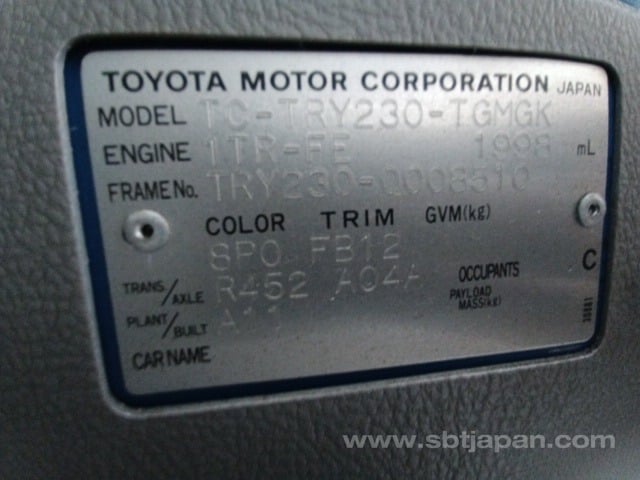 TOYOTA MOTOR CORPORATION JAPAN
MODEL TC-TRY230-TGMGK
ENGINE 1TR-FE 1998 mL
FRAME No. TRY230-0008510
COLOR TRIM GVM(kg)
8P0 FB12
TRANS/AXLE R452 A04A OCCUPANTS C
PLANT/BUILT A11 PAYLOAD MASS(kg)
CAR NAME
www.sbtjapan.com